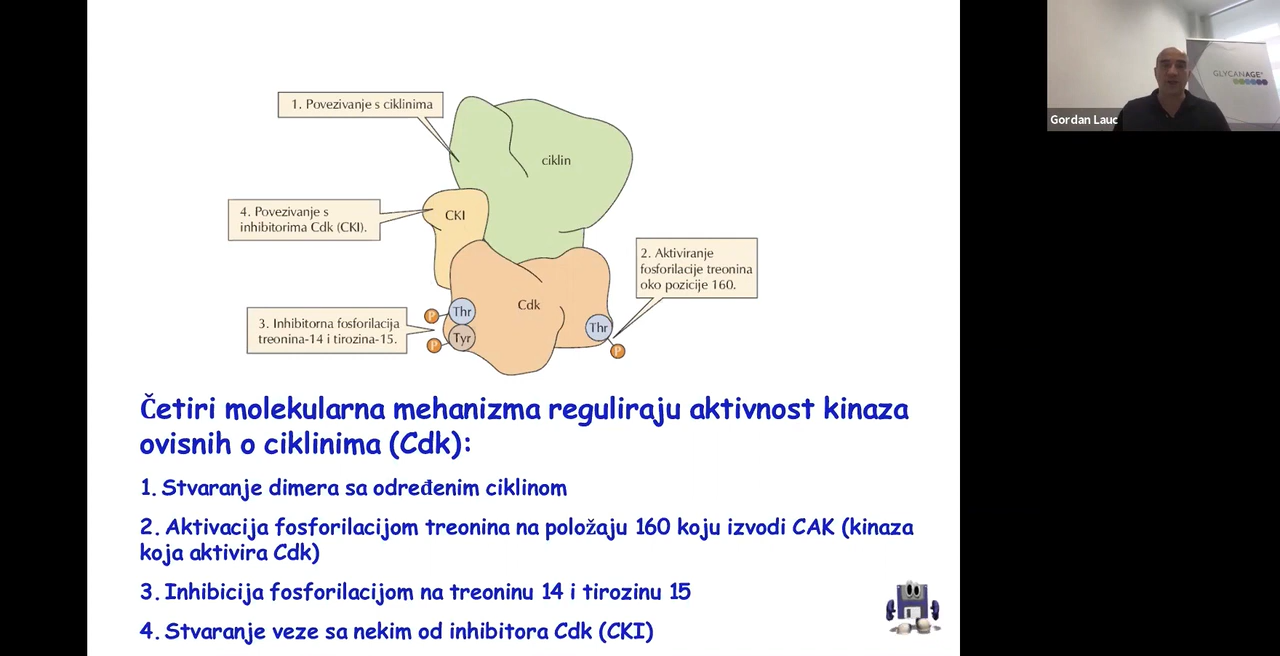 1. Povezivanje s ciklinima
ciklin
4. Povezivanje s
inhibitorima Cdk (CKI).
CKI
2. Aktiviranje
fosforilacije treonina
oko pozicije 160.
Cdk
3. Inhibitorna fosforilacija
treonina-14 i tirozina-15.
P
Thr
P
Tyr
Thr
P
Četiri molekularna mehanizma reguliraju aktivnost kinaza
ovisnih o ciklinima (Cdk):
1. Stvaranje dimera sa određenim ciklinom
2. Aktivacija fosforilacijom treonina na položaju 160 koju izvodi CAK (kinaza
koja aktivira Cdk)
3. Inhibicija fosforilacijom na treoninu 14 i tirozinu 15
4. Stvaranje veze sa nekim od inhibitora Cdk (CKI)
GLYCANAGE
Gordan Lauc